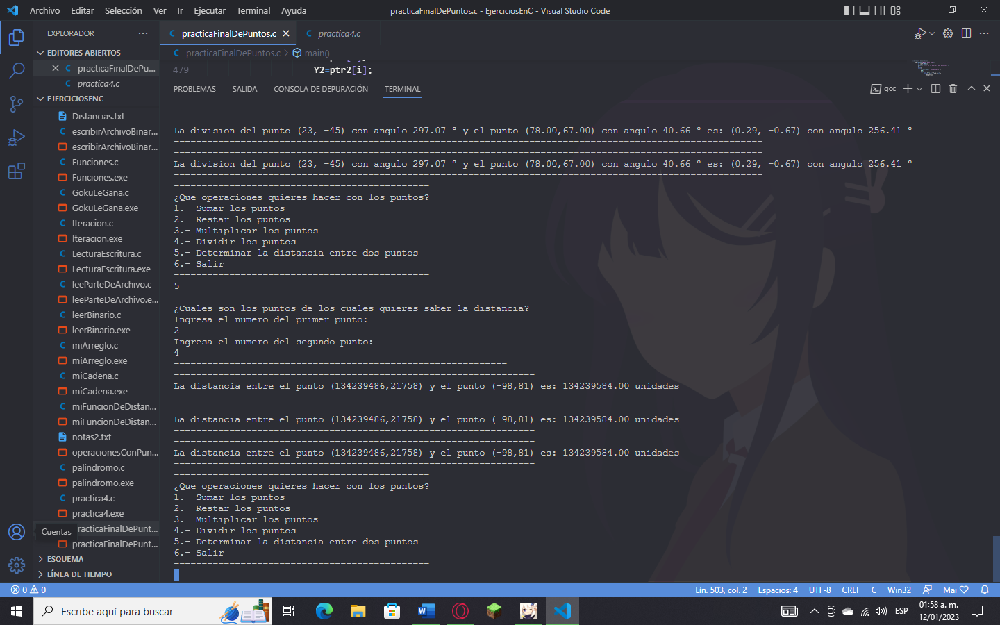 Archivo Editar Selección Ver Ir Ejecutar Terminal Ayuda
practicaFinalDePuntos.c - EjerciciosEnC - Visual Studio Code
EXPLORADOR
EDITORES ABIERTOS
practicaFinalDePu...
practica4.c
EJERCICIOSENC
Distancias.txt
escribirArchivoBinar...
escribirArchivoBinar...
Funciones.c
Funciones.exe
GokuLeGana.c
GokuLeGana.exe
Iteracion.c
Iteracion.exe
LecturaEscritura.c
LecturaEscritura.exe
leeParteDeArchivo.c
leeParteDeArchivo.e...
leerBinario.c
leerBinario.exe
miArreglo.c
miArreglo.exe
miCadena.c
miCadena.exe
miFuncionDeDistan...
miFuncionDeDistan...
notas2.txt
operacionesConPun...
palindromo.c
palindromo.exe
practica4.c
practica4.exe
racticaFinalDePunt...
practicaFinalDePunt...
Cuentas
ESQUEMA
LÍNEA DE TIEMPO
practicaFinalDePuntos.c practica4.c
practicaFinalDePuntos.c > main()
479 Y2=ptr2[i];
PROBLEMAS SALIDA CONSOLA DE DEPURACIÓN TERMINAL
gcc
----------------------------------------------------------------------------------------------------------
----------------------------------------------------------------------------------------------------------
La division del punto (23, -45) con angulo 297.07 º y el punto (78.00,67.00) con angulo 40.66 º es: (0.29, -0.67) con angulo 256.41 º
----------------------------------------------------------------------------------------------------------
----------------------------------------------------------------------------------------------------------
La division del punto (23, -45) con angulo 297.07 º y el punto (78.00,67.00) con angulo 40.66 º es: (0.29, -0.67) con angulo 256.41 º
----------------------------------------------------------------------------------------------------------
----------------------------------------------
¿Que operaciones quieres hacer con los puntos?
1.- Sumar los puntos
2.- Restar los puntos
3.- Multiplicar los puntos
4.- Dividir los puntos
5.- Determinar la distancia entre dos puntos
6.- Salir
----------------------------------------------
5
------------------------------------------------------------
¿Cuales son los puntos de los cuales quieres saber la distancia?
Ingresa el numero del primer punto:
2
Ingresa el numero del segundo punto:
4
------------------------------------------------------------
-----------------------------------------------------------------
La distancia entre el punto (134239486,21758) y el punto (-98,81) es: 134239584.00 unidades
-----------------------------------------------------------------
-----------------------------------------------------------------
La distancia entre el punto (134239486,21758) y el punto (-98,81) es: 134239584.00 unidades
-----------------------------------------------------------------
-----------------------------------------------------------------
La distancia entre el punto (134239486,21758) y el punto (-98,81) es: 134239584.00 unidades
-----------------------------------------------------------------
----------------------------------------------
¿Que operaciones quieres hacer con los puntos?
1.- Sumar los puntos
2.- Restar los puntos
3.- Multiplicar los puntos
4.- Dividir los puntos
5.- Determinar la distancia entre dos puntos
6.- Salir
----------------------------------------------
0 0
Lín. 503, col. 2 Espacios: 4 UTF-8 CRLF C Win32 Mai
Escribe aquí para buscar
ESP
01:58 a. m.
12/01/2023